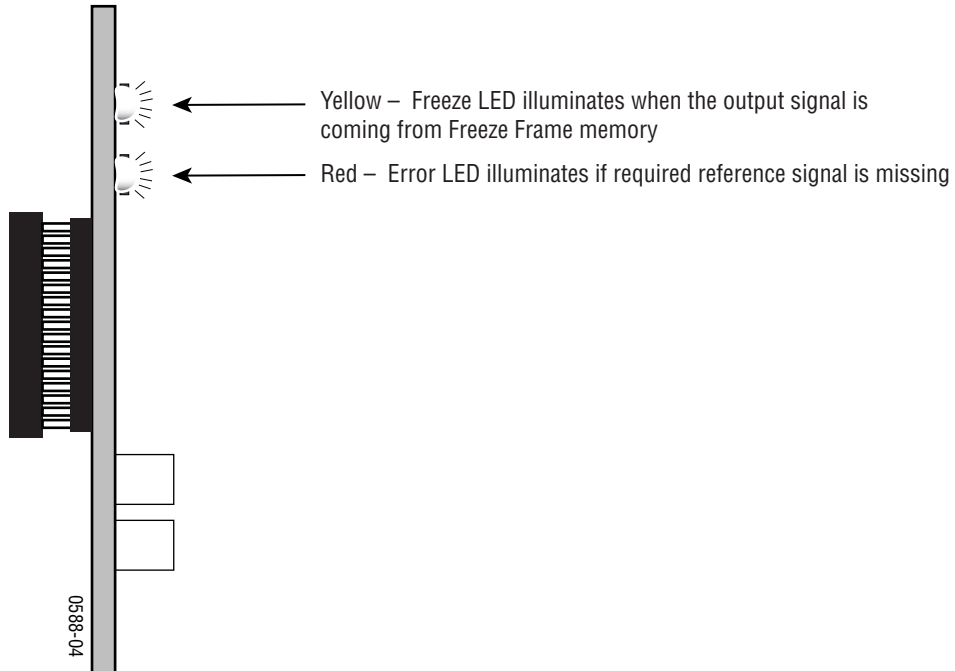 Yellow – Freeze LED illuminates when the output signal is
coming from Freeze Frame memory
Red – Error LED illuminates if required reference signal is missing
0588-04